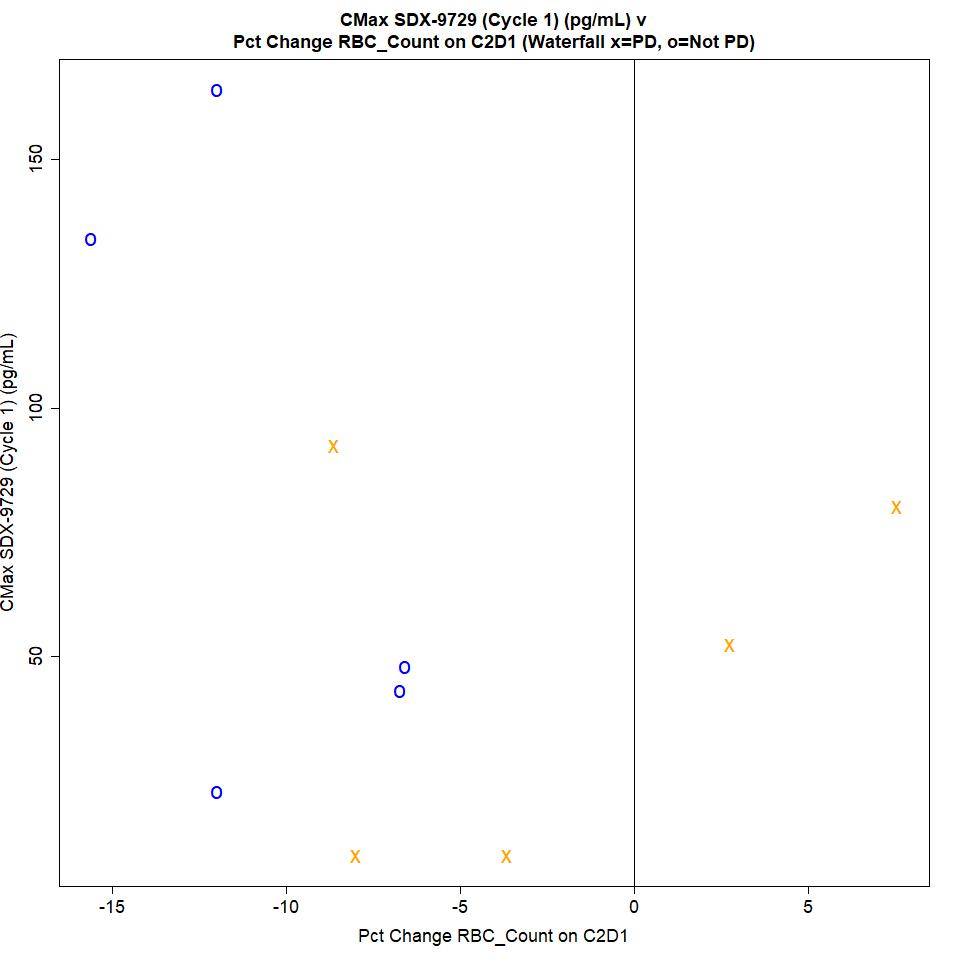 CMax SDX-9729 (Cycle 1) (pg/mL) v
Pct Change RBC_Count on C2D1 (Waterfall x=PD, o=Not PD)
CMax SDX-9729 (Cycle 1) (pg/mL)
150
100
50
O
O
X
X
X
O
O
O
X
X
-15
-10
-5
0
5
Pct Change RBC_Count on C2D1